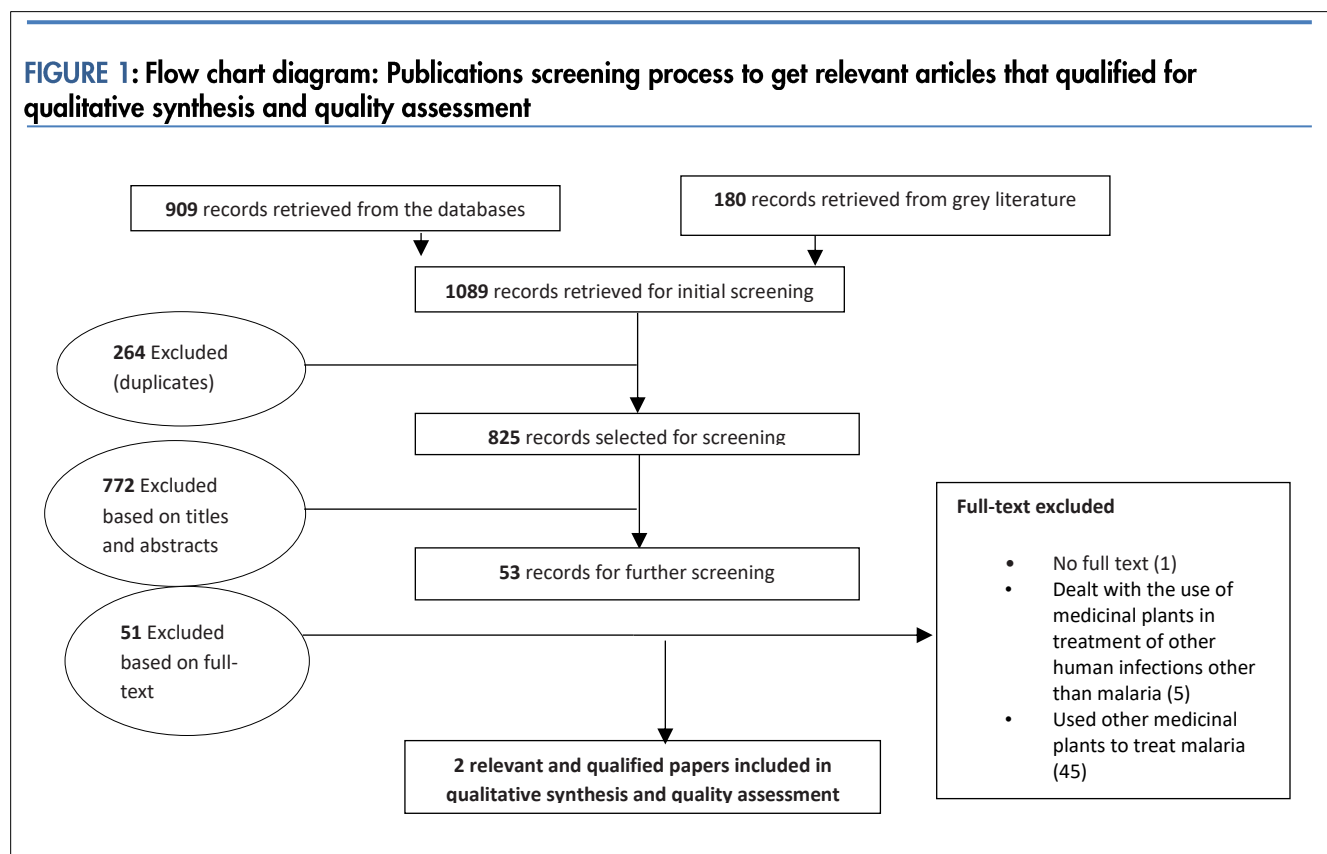 FIGURE 1: Flow chart diagram: Publications screening process to get relevant articles that qualified for
qualitative synthesis and quality assessment
909 records retrieved from the databases
180 records retrieved from grey literature
1089 records retrieved for initial screening
264 Excluded
(duplicates)
825 records selected for screening
772 Excluded
based on titles
and abstracts
53 records for further screening
51 Excluded
based on full-
text
Full-text excluded
• No full text (1)
• Dealt with the use of
medicinal plants in
treatment of other
human infections other
than malaria (5)
• Used other medicinal
plants to treat malaria
(45)
2 relevant and qualified papers included in
qualitative synthesis and quality assessment